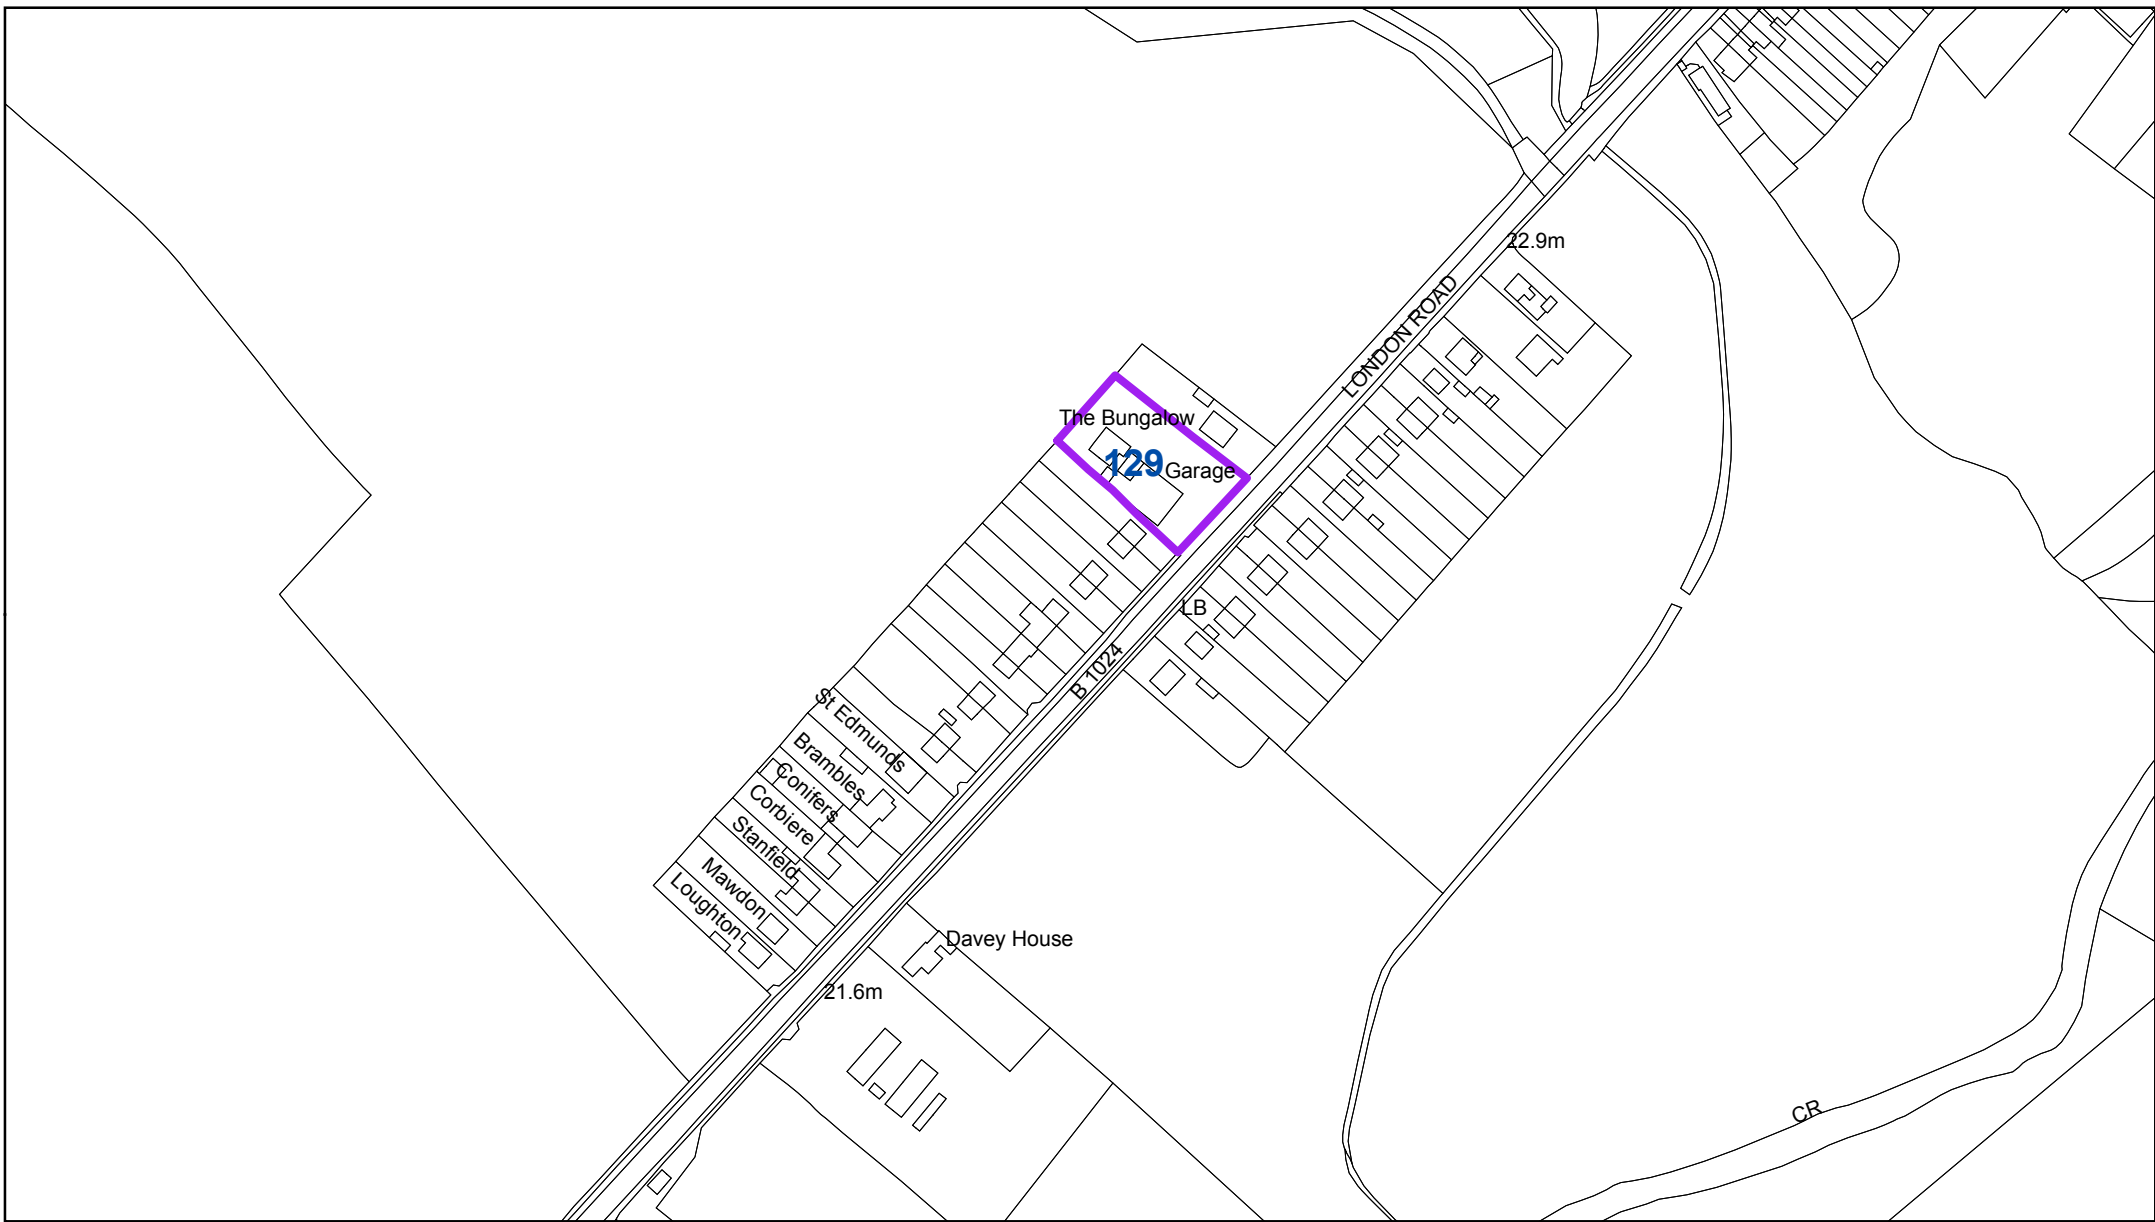 22.9m
LONDON ROAD
The Bungalow
129
Garage
LB
B 1024
St Edmunds
Brambles
Conifers
Corbiere
Stanfield
Mawdon
Loughton
Davey House
21.6m
CR